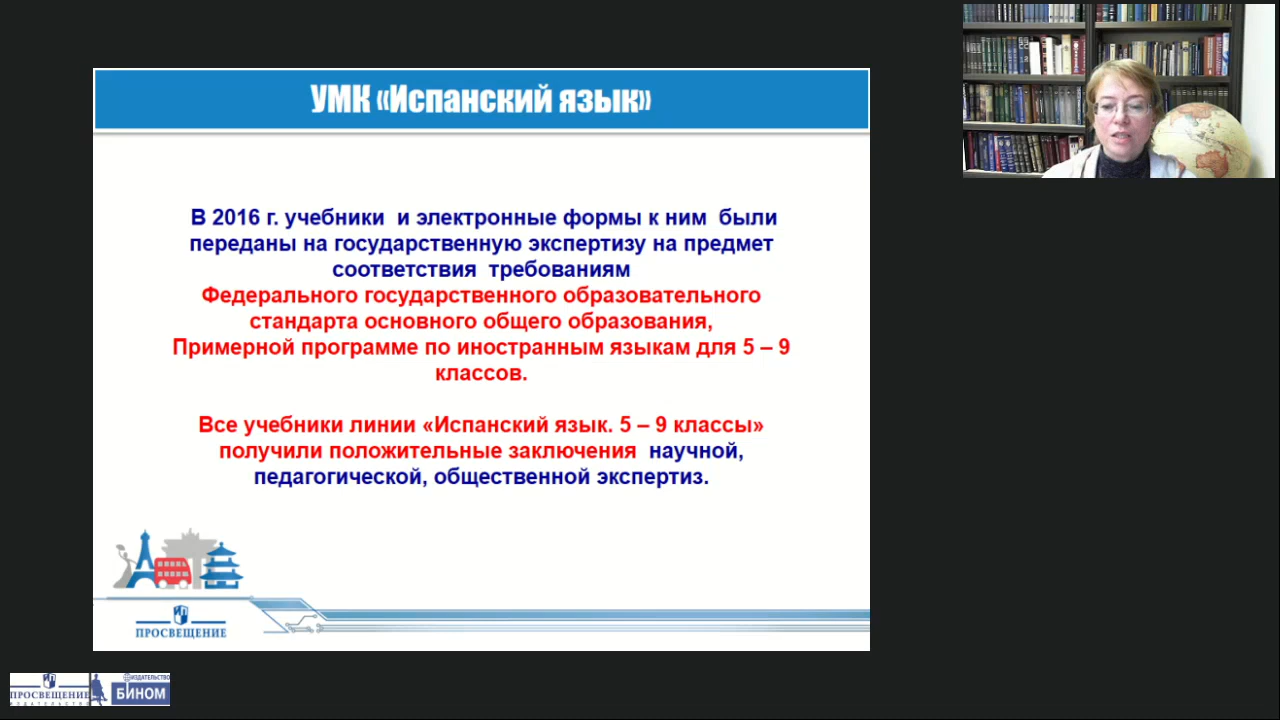 УМК «Испанский язык»
В 2016 г. учебники и электронные формы к ним были
переданы на государственную экспертизу на предмет
соответствия требованиям
Федерального государственного образовательного
стандарта основного общего образования,
Примерной программе по иностранным языкам для 5 – 9
классов.
Все учебники линии «Испанский язык. 5 – 9 классы»
получили положительные заключения научной,
педагогической, общественной экспертиз.
ПРОСВЕЩЕНИЕ
ПРОСВЕЩЕНИЕ
ИЗДАТЕЛЬСТВО
ИЗДАТЕЛЬСТВО
БИНОМ